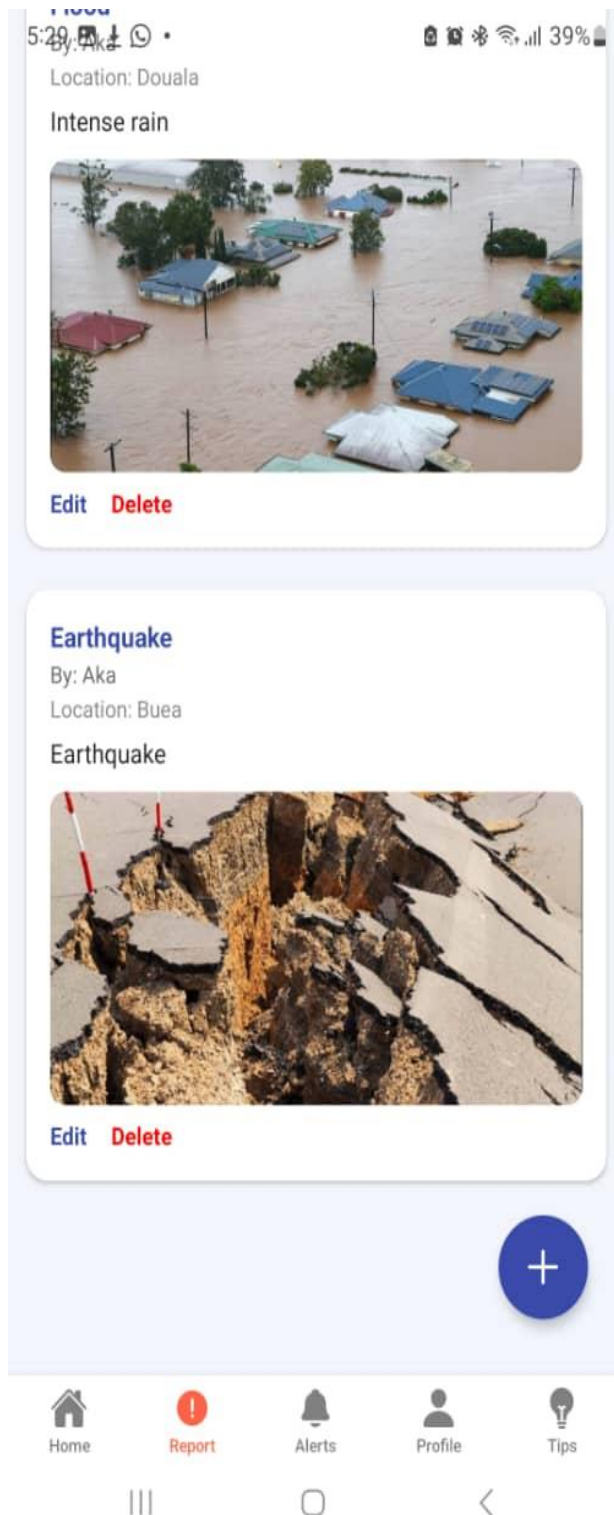 Flood
5:29
39%
By: Aka
Location: Douala
Intense rain
Edit Delete
Earthquake
By: Aka
Location: Buea
Earthquake
Edit Delete
Home Report Alerts Profile Tips